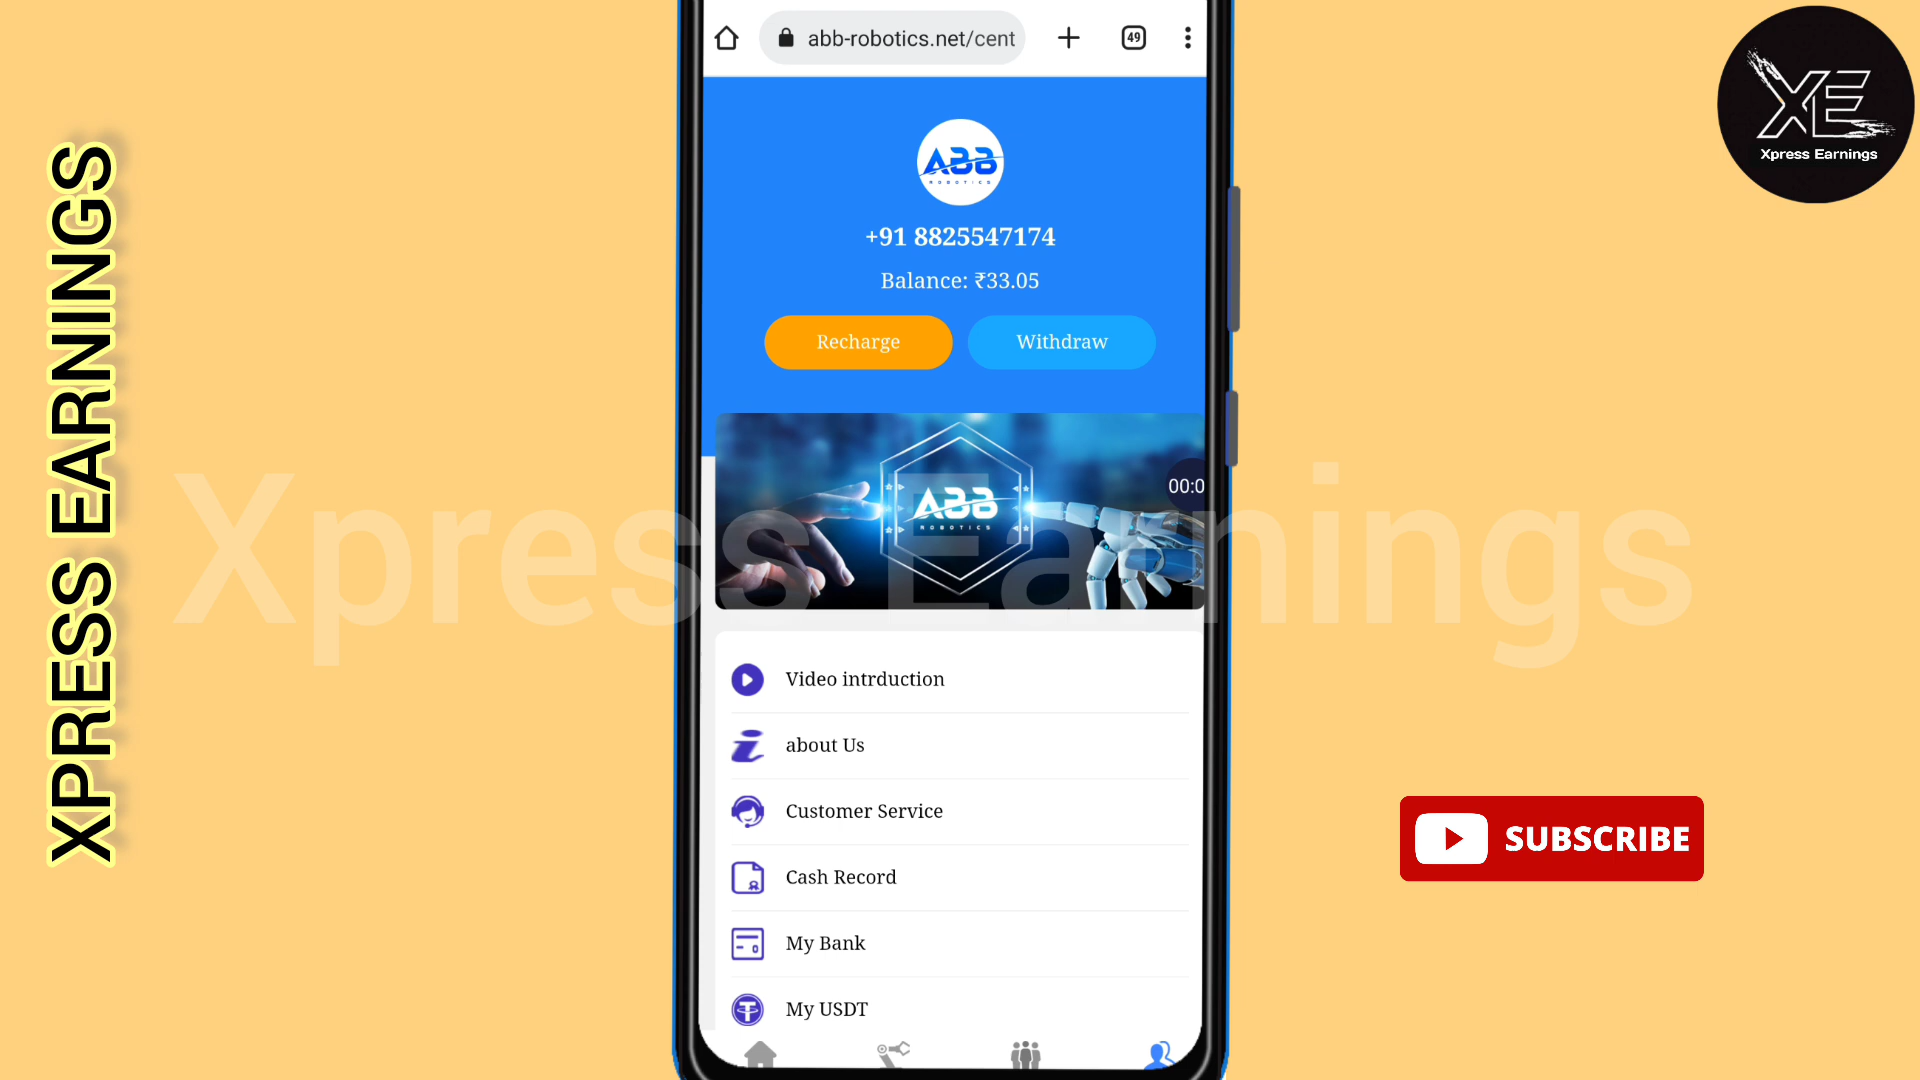 XPRESS EARNINGS
abb-robotics.net/cent
49
XE
Xpress Earnings
ABB
ROBOTICS
+91 8825547174
Balance: ₹33.05
Recharge
Withdraw
ABB
ROBOTICS
00:0
Xpress Earnings
Video intrduction
about Us
Customer Service
Cash Record
My Bank
My USDT
SUBSCRIBE